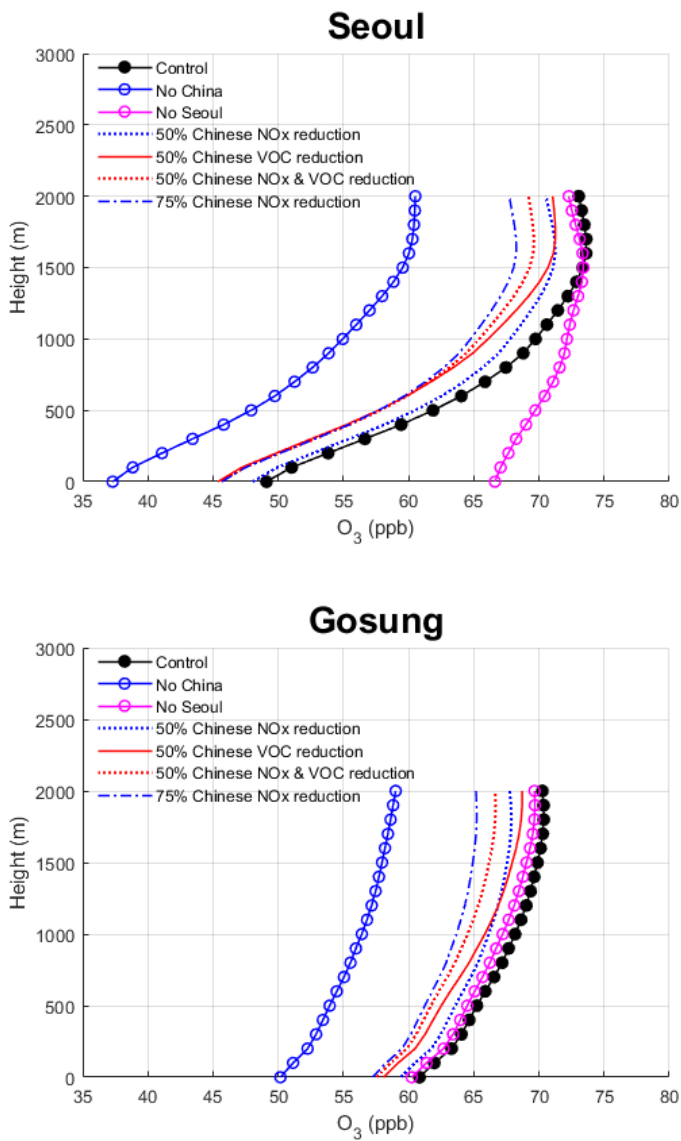 Seoul
3000
2500
2000
1500
1000
500
0
Height (m)
Control
No China
No Seoul
50% Chinese NOx reduction
50% Chinese VOC reduction
50% Chinese NOx & VOC reduction
75% Chinese NOx reduction
35 40 45 50 55 60 65 70 75 80
O3 (ppb)
Gosung
3000
2500
2000
1500
1000
500
0
Height (m)
Control
No China
No Seoul
50% Chinese NOx reduction
50% Chinese VOC reduction
50% Chinese NOx & VOC reduction
75% Chinese NOx reduction
35 40 45 50 55 60 65 70 75 80
O3 (ppb)